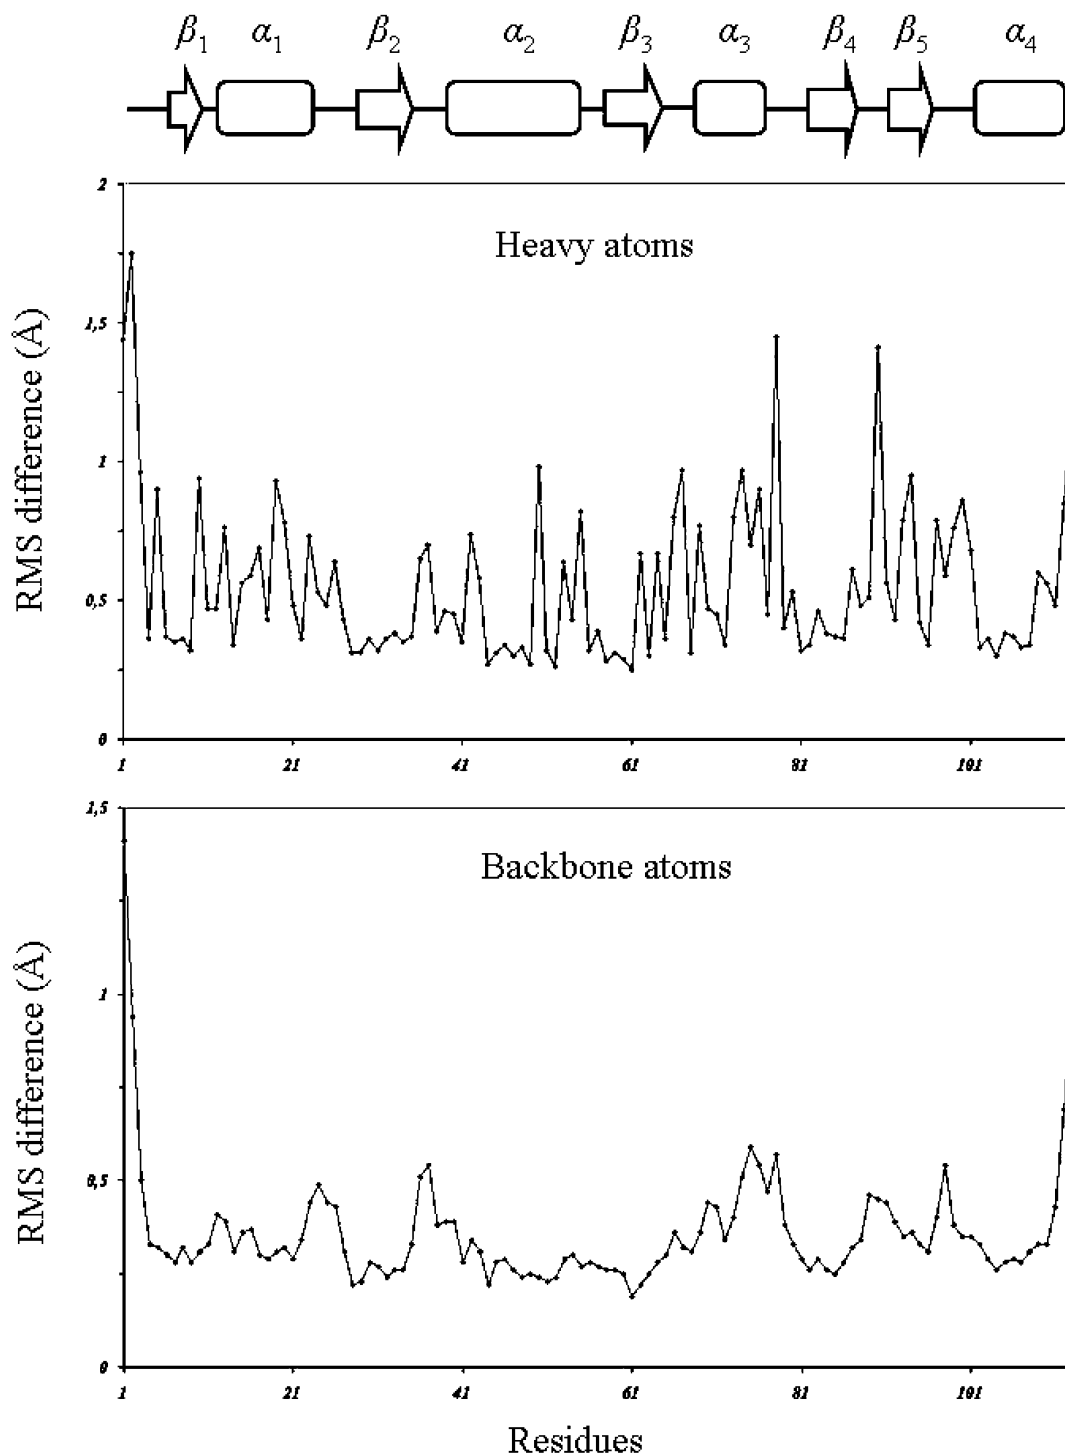 β1 α1 β2 α2 β3 α3 β4 β5 α4
2
Heavy atoms
1,5
RMS difference (Å)
1
0,5
0
1 21 41 61 81 101
1,5
Backbone atoms
1
RMS difference (Å)
0,5
0
1 21 41 61 81 101
Residues